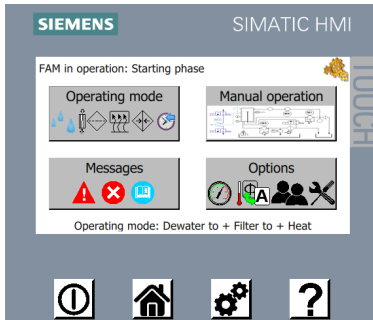 SIEMENS
SIMATIC HMI
TOUCH
FAM in operation: Starting phase
Operating mode
Manual operation
Messages
Options
A
Operating mode: Dewater to + Filter to + Heat
?